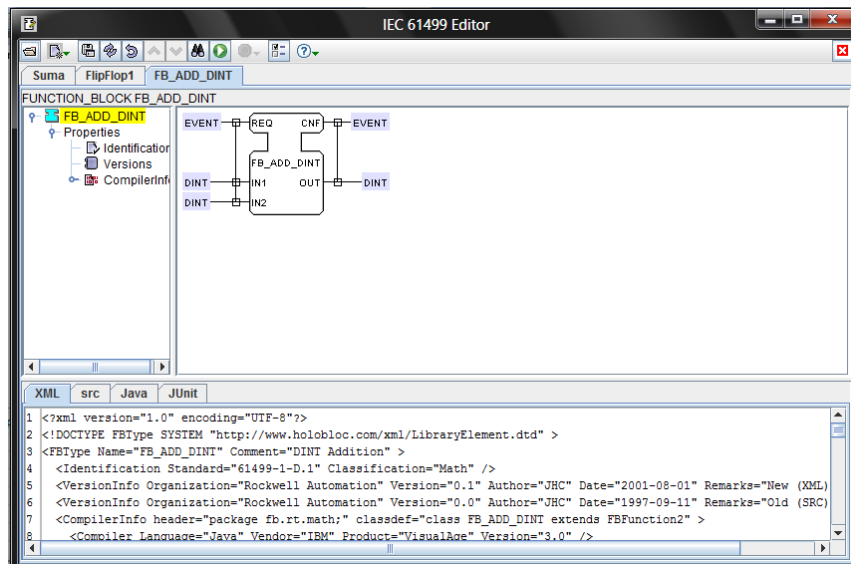 IEC 61499 Editor
Suma FlipFlop1 FB_ADD_DINT
FUNCTION_BLOCK FB_ADD_DINT
FB_ADD_DINT
Properties
Identification
Versions
CompilerInfo
EVENT REQ CNF EVENT
FB_ADD_DINT
DINT IN1 OUT DINT
DINT IN2
XML src Java JUnit
1 <?xml version="1.0" encoding="UTF-8"?>
2 <!DOCTYPE FBType SYSTEM "http://www.holobloc.com/xml/LibraryElement.dtd" >
3 <FBType Name="FB_ADD_DINT" Comment="DINT Addition" >
4 <Identification Standard="61499-1-D.1" Classification="Math" />
5 <VersionInfo Organization="Rockwell Automation" Version="0.1" Author="JHC" Date="2001-08-01" Remarks="New (XML)
6 <VersionInfo Organization="Rockwell Automation" Version="0.0" Author="JHC" Date="1997-09-11" Remarks="Old (SRC)
7 <CompilerInfo header="package fb.rt.math;" classdef="class FB_ADD_DINT extends FBFunction2" >
8 <Compiler Language="Java" Vendor="IBM" Product="VisualAge" Version="3.0" />